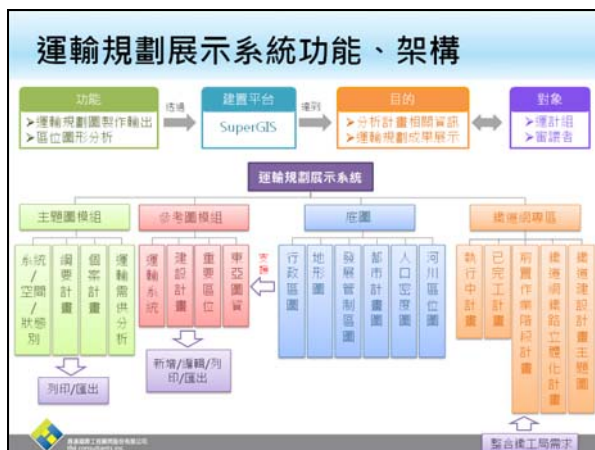 運輸規劃展示系統功能、架構
功能
➢運輸規劃圖製作輸出
➢區位圖形分析
透過
建置平台
SuperGIS
達到
目的
➢分析計畫相關資訊
➢運輸規劃成果展示
對象
➢運計組
➢審議者
運輸規劃展示系統
主題圖模組
參考圖模組
底圖
鐵道網專區
系統/空間/狀態別
綱要計畫
個案計畫
運輸需供分析
運輸系統
建設計畫
重要區位
東亞圖資
支援
行政區圖
地形圖
發展管制區圖
都市計畫圖
人口密度圖
河川區位圖
執行中計畫
已完工計畫
前置作業階段計畫
鐵道網鐵路立體化計畫
鐵道建設計畫主題圖
列印/匯出
新增/編輯/列
印/匯出
整合鐵工局需求